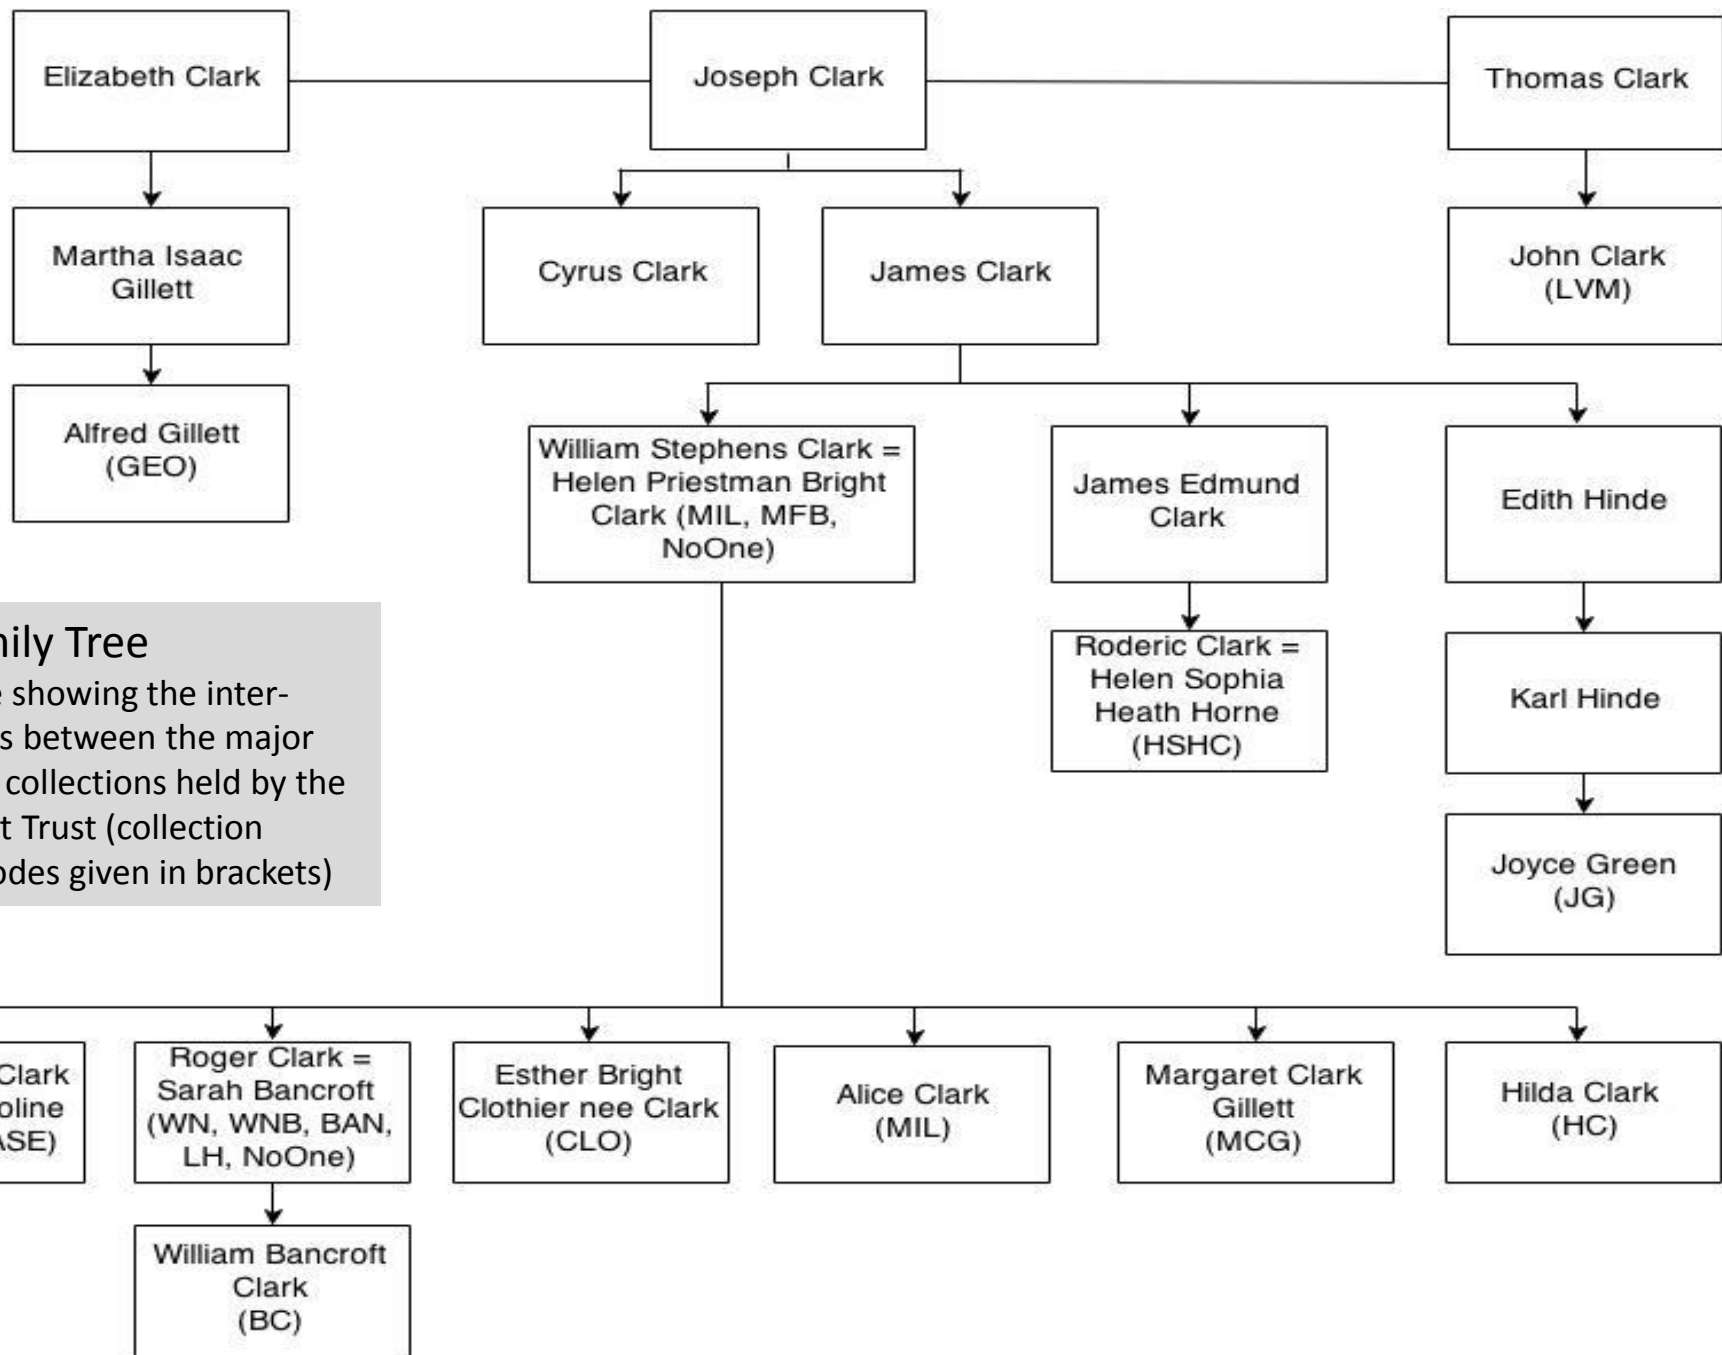 Elizabeth Clark
Joseph Clark
Thomas Clark
Martha Isaac
Gillett
Cyrus Clark
James Clark
John Clark
(LVM)
Alfred Gillett
(GEO)
William Stephens Clark =
Helen Priestman Bright
Clark (MIL, MFB,
NoOne)
James Edmund
Clark
Edith Hinde
Tree
showing the inter-
between the major
collections held by the
Trust (collection
given in brackets)
Roderic Clark =
Helen Sophia
Heath Horne
(HSHC)
Karl Hinde
Joyce Green
(JG)
Clark
Roger Clark =
Sarah Bancroft
(WN, WNB, BAN,
LH, NoOne)
Esther Bright
Clothier nee Clark
(CLO)
Alice Clark
(MIL)
Margaret Clark
Gillett
(MCG)
Hilda Clark
(HC)
William Bancroft
Clark
(BC)